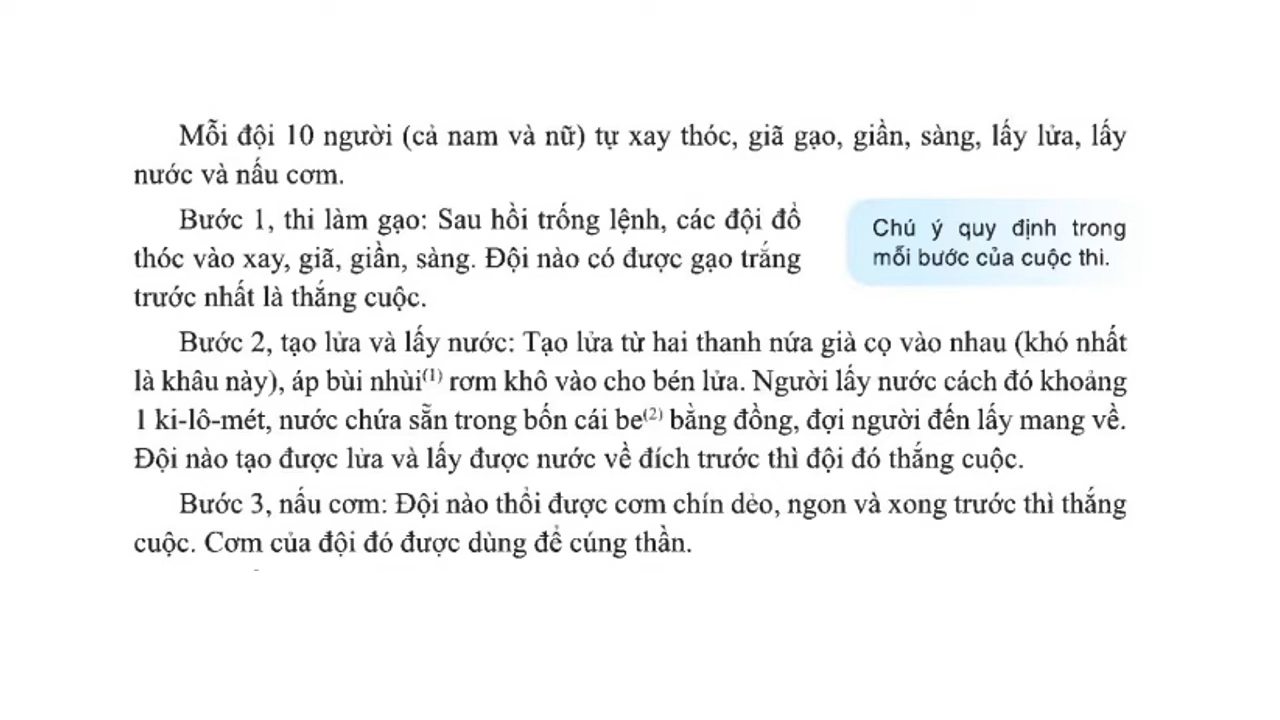 Mỗi đội 10 người (cả nam và nữ) tự xay thóc, giã gạo, giần, sàng, lấy lửa, lấy
nước và nấu cơm.
Bước 1, thi làm gạo: Sau hồi trống lệnh, các đội đổ
thóc vào xay, giã, giần, sàng. Đội nào có được gạo trắng
trước nhất là thắng cuộc.
Chú ý quy định trong
mỗi bước của cuộc thi.
Bước 2, tạo lửa và lấy nước: Tạo lửa từ hai thanh nứa già cọ vào nhau (khó nhất
là khâu này), áp bùi nhùi(1) rơm khô vào cho bén lửa. Người lấy nước cách đó khoảng
1 ki-lô-mét, nước chứa sẵn trong bốn cái be(2) bằng đồng, đợi người đến lấy mang về.
Đội nào tạo được lửa và lấy được nước về đích trước thì đội đó thắng cuộc.
Bước 3, nấu cơm: Đội nào thổi được cơm chín dẻo, ngon và xong trước thì thắng
cuộc. Cơm của đội đó được dùng để cúng thần.